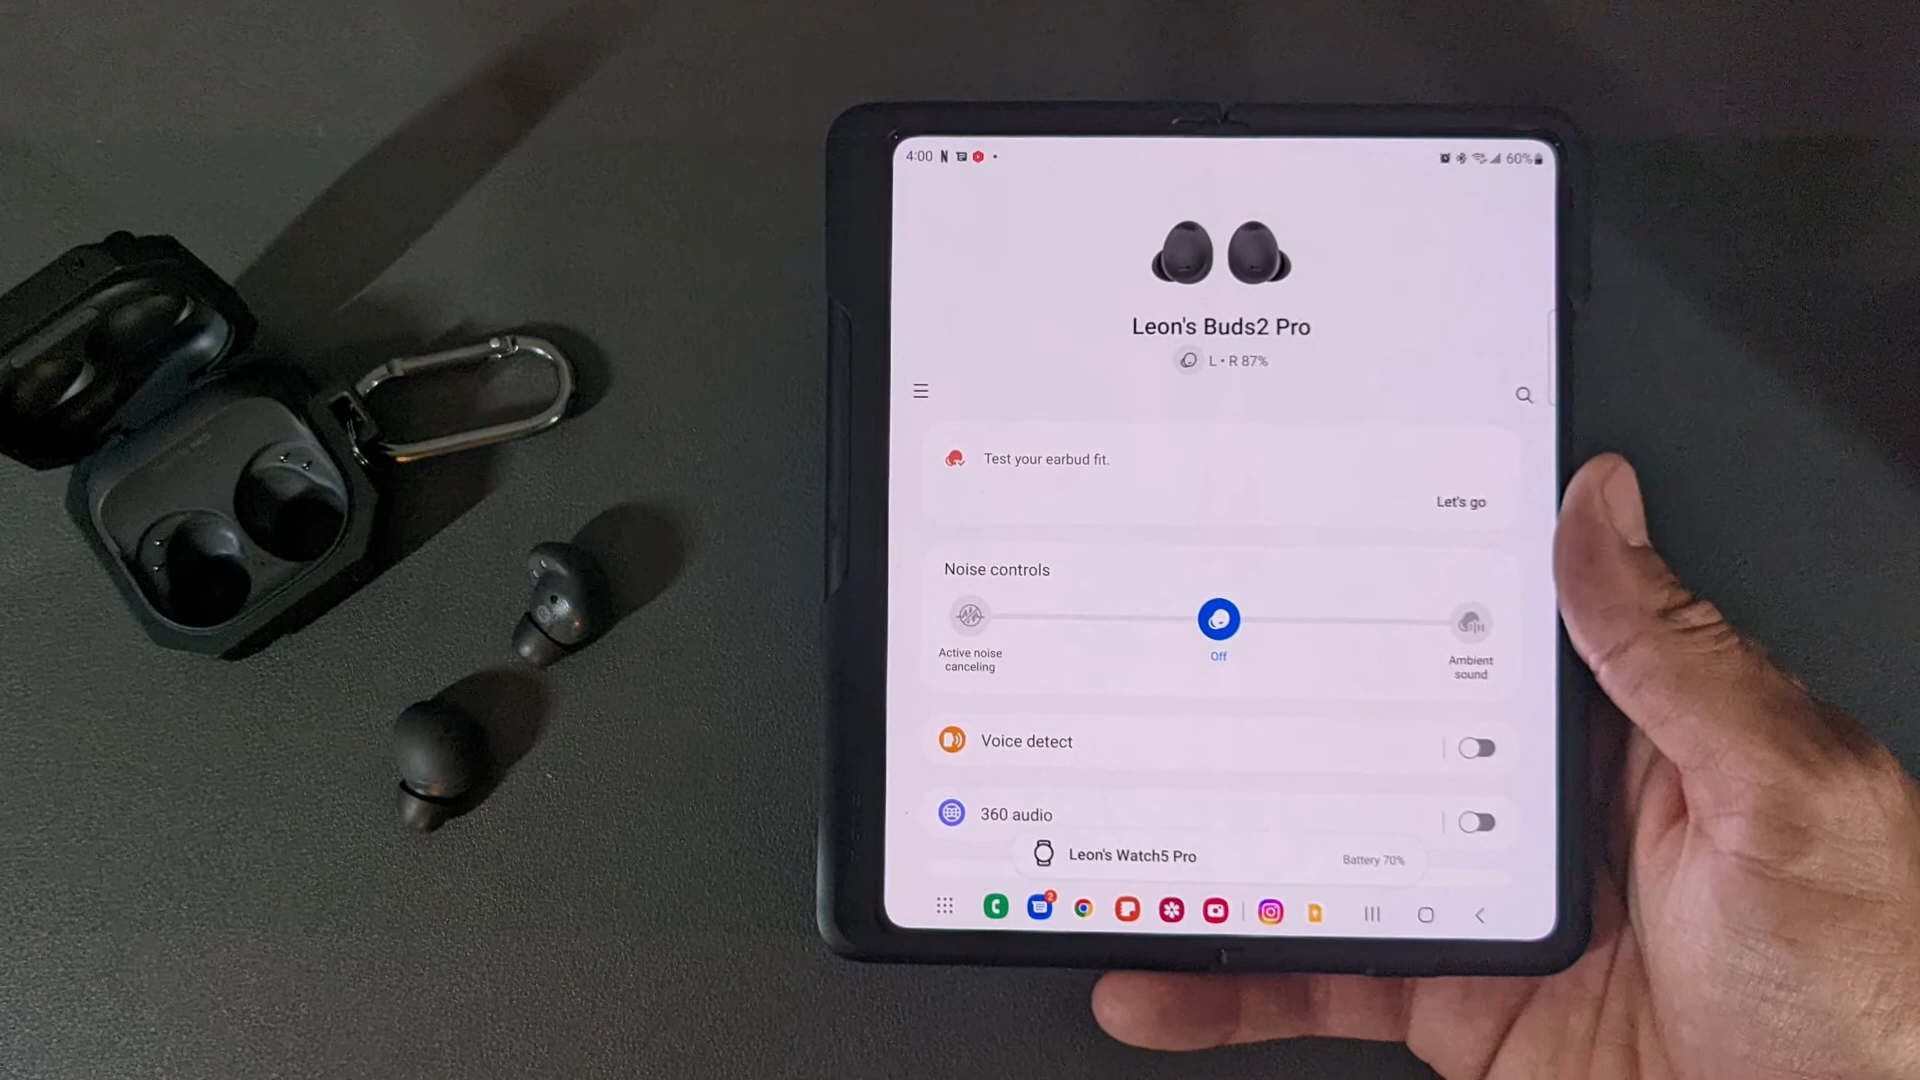 4:00 N
60%
Leon's Buds2 Pro
L • R 87%
Test your earbud fit.
Let's go
Noise controls
Active noise
canceling
Off
Ambient
sound
Voice detect
360 audio
Leon's Watch5 Pro
Battery 70%
2